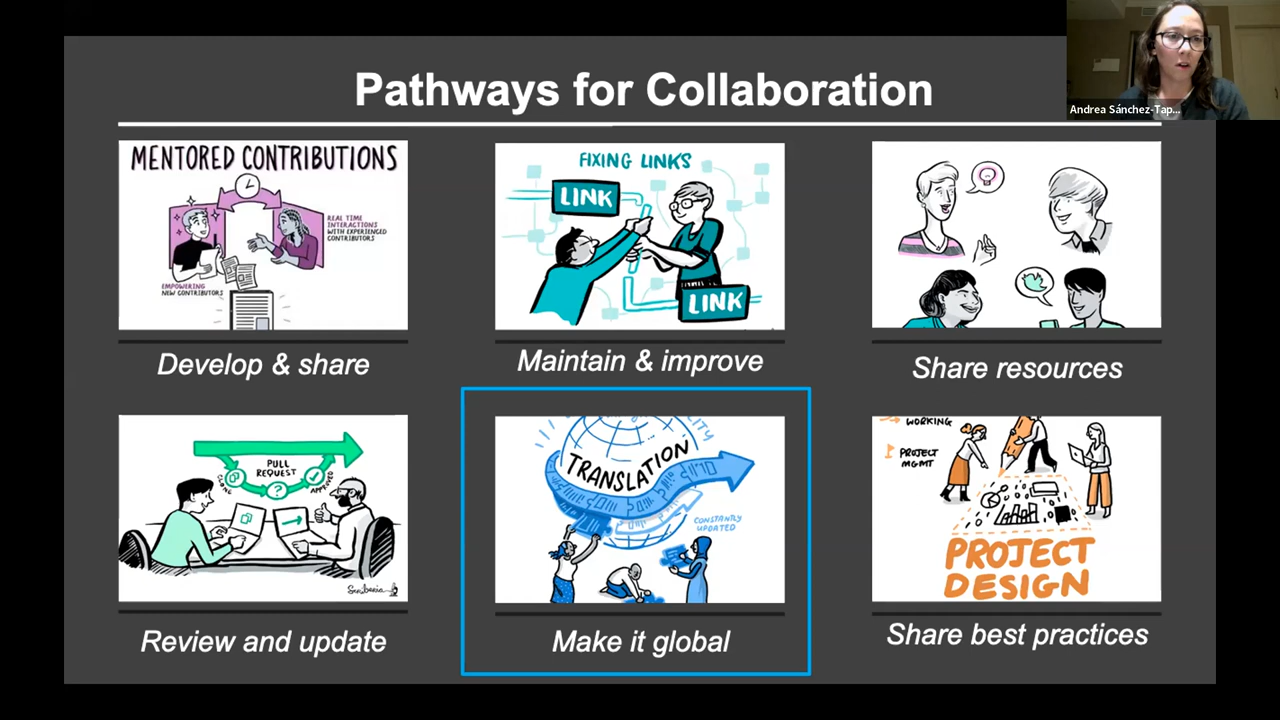 Pathways for Collaboration
Andrea Sánchez-Tap...
MENTORED CONTRIBUTIONS
REAL TIME
INTERACTIONS
WITH EXPERIENCED
CONTRIBUTORS
EMPOWERING
NEW CONTRIBUTORS
Develop & share
FIXING LINKS
LINK
LINK
Maintain & improve
Share resources
PULL
REQUEST
?
APPROVED
Scriberia
Review and update
TRANSLATION
CONSTANTLY
UPDATED
Make it global
WORKING
PROJECT
MGMT
PROJECT
DESIGN
Share best practices